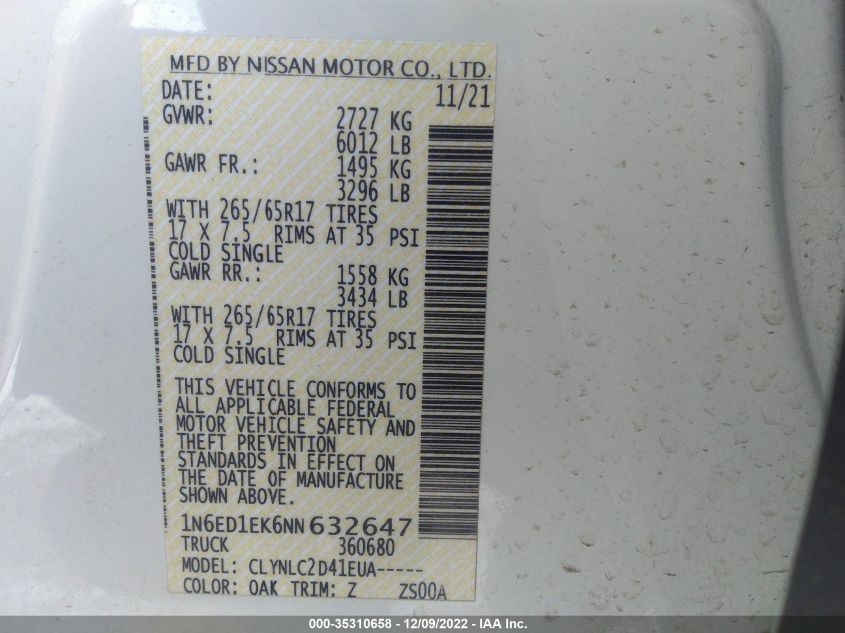 MFD BY NISSAN MOTOR CO., LTD.
DATE: 11/21
GVWR: 2727 KG
6012 LB
GAWR FR.: 1495 KG
3296 LB
WITH 265/65R17 TIRES
17 X 7.5 RIMS AT 35 PSI
COLD SINGLE
GAWR RR.: 1558 KG
3434 LB
WITH 265/65R17 TIRES
17 X 7.5 RIMS AT 35 PSI
COLD SINGLE
THIS VEHICLE CONFORMS TO
ALL APPLICABLE FEDERAL
MOTOR VEHICLE SAFETY AND
THEFT PREVENTION
STANDARDS IN EFFECT ON
THE DATE OF MANUFACTURE
SHOWN ABOVE.
1N6ED1EK6NN632647
TRUCK 360680
MODEL: CLYNLC2D41EUA-----
COLOR: OAK TRIM: Z ZS00A
000-35310658 - 12/09/2022 - IAA Inc.